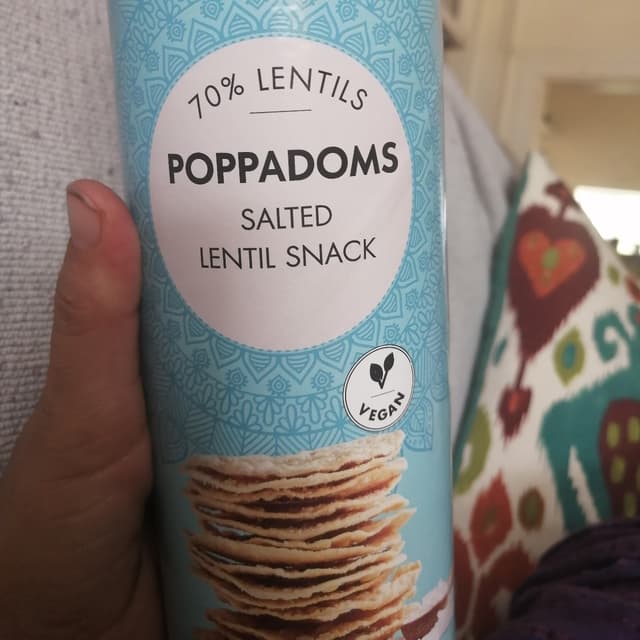 70% LENTILS
POPPADOMS
SALTED
LENTIL SNACK
VEGAN